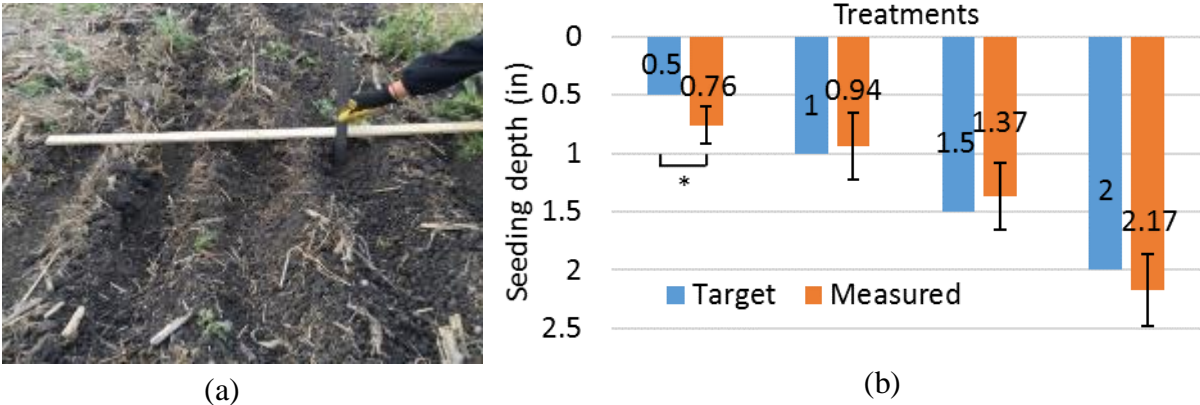 Treatments
Seeding depth (in)
0
0.5
1
1.5
2
2.5
0.5
0.76
*
1
0.94
1.5
1.37
2
2.17
Target
Measured
(a)
(b)